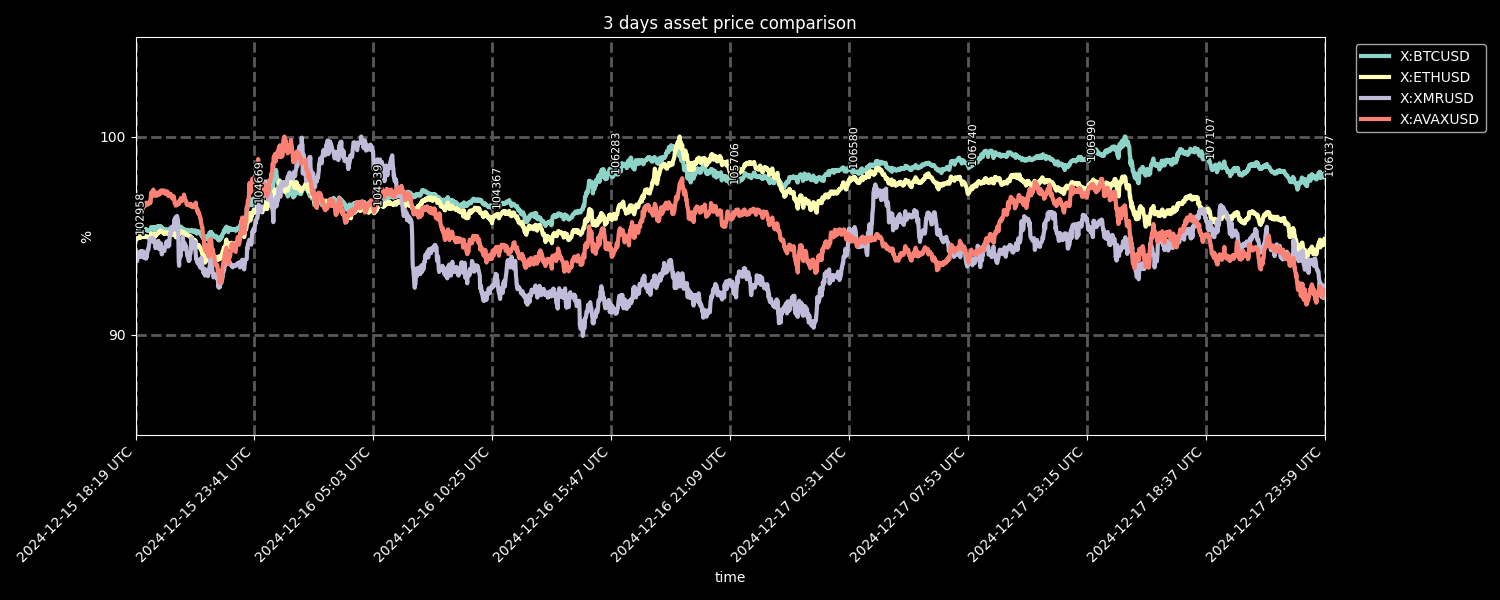 3 days asset price comparison
X:BTCUSD
X:ETHUSD
X:XMRUSD
X:AVAXUSD
100
90
%
102958
104669
104539
104367
106283
105706
106580
106740
106990
107107
106137
2024-12-15 18:19 UTC
2024-12-15 23:41 UTC
2024-12-16 05:03 UTC
2024-12-16 10:25 UTC
2024-12-16 15:47 UTC
2024-12-16 21:09 UTC
2024-12-17 02:31 UTC
2024-12-17 07:53 UTC
2024-12-17 13:15 UTC
2024-12-17 18:37 UTC
2024-12-17 23:59 UTC
time